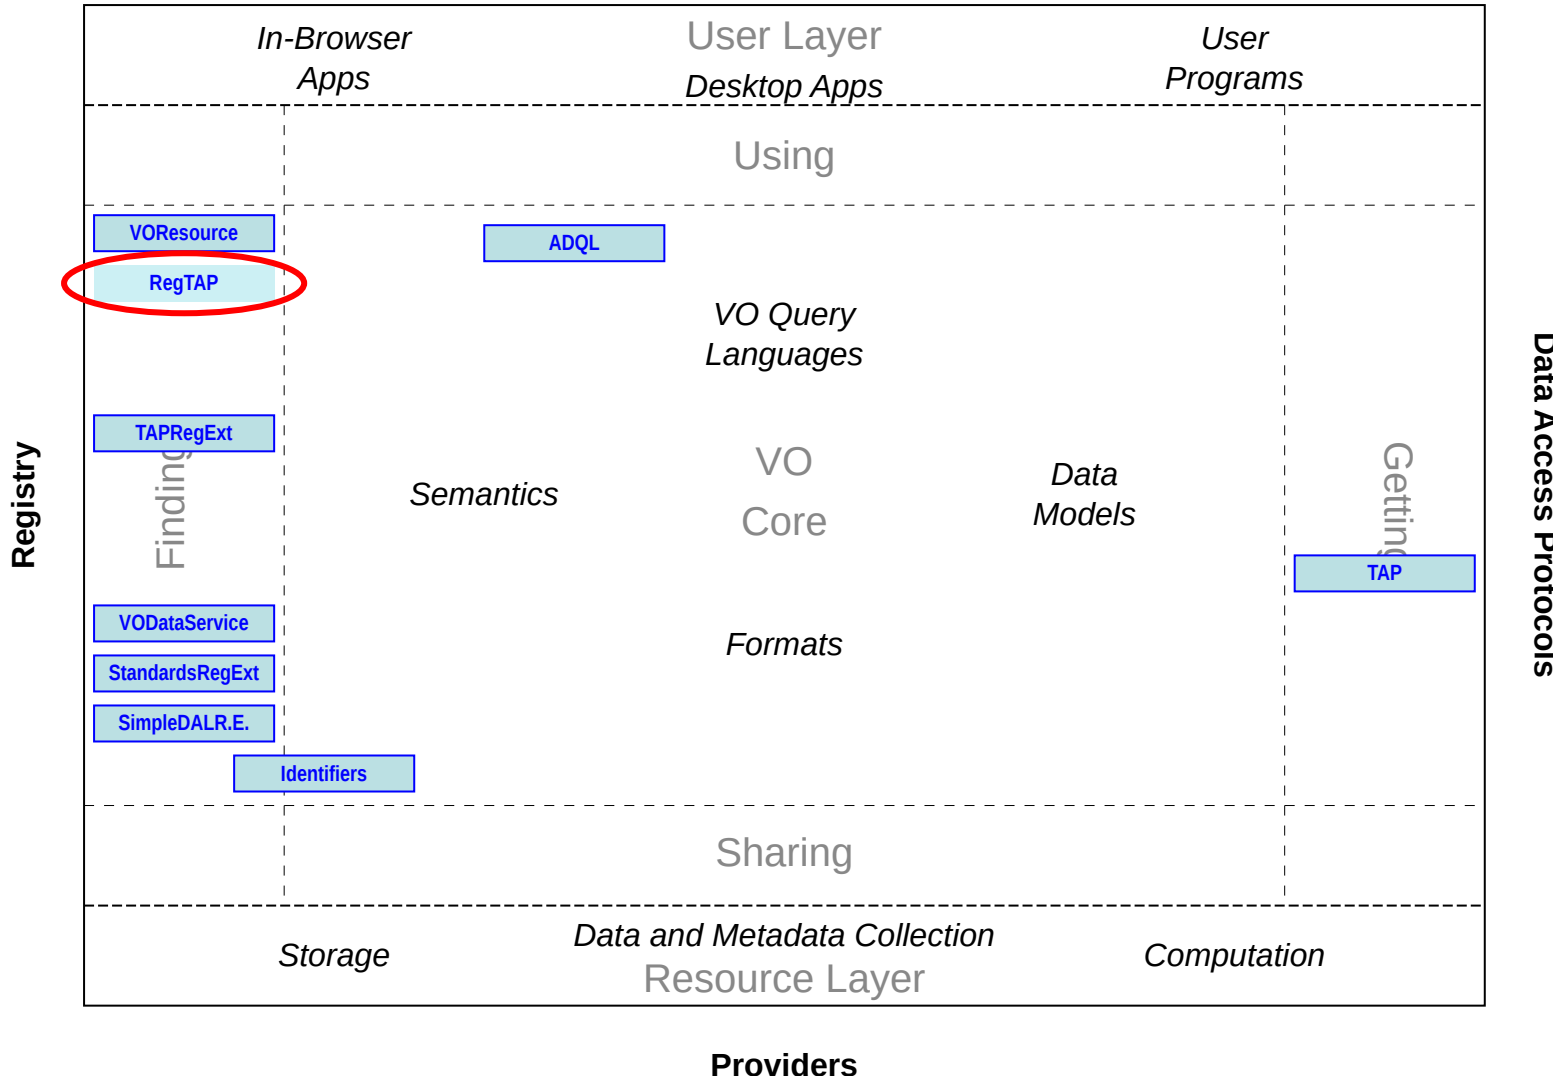 In-Browser
Apps
User Layer
Desktop Apps
User
Programs
Using
VOResource
ADQL
RegTAP
VO Query
Languages
TAPRegExt
Finding
Registry
Semantics
VO
Core
Data
Models
Getting
Data Access Protocols
TAP
VODataService
Formats
StandardsRegExt
SimpleDALR.E.
Identifiers
Sharing
Storage
Data and Metadata Collection
Computation
Resource Layer
Providers